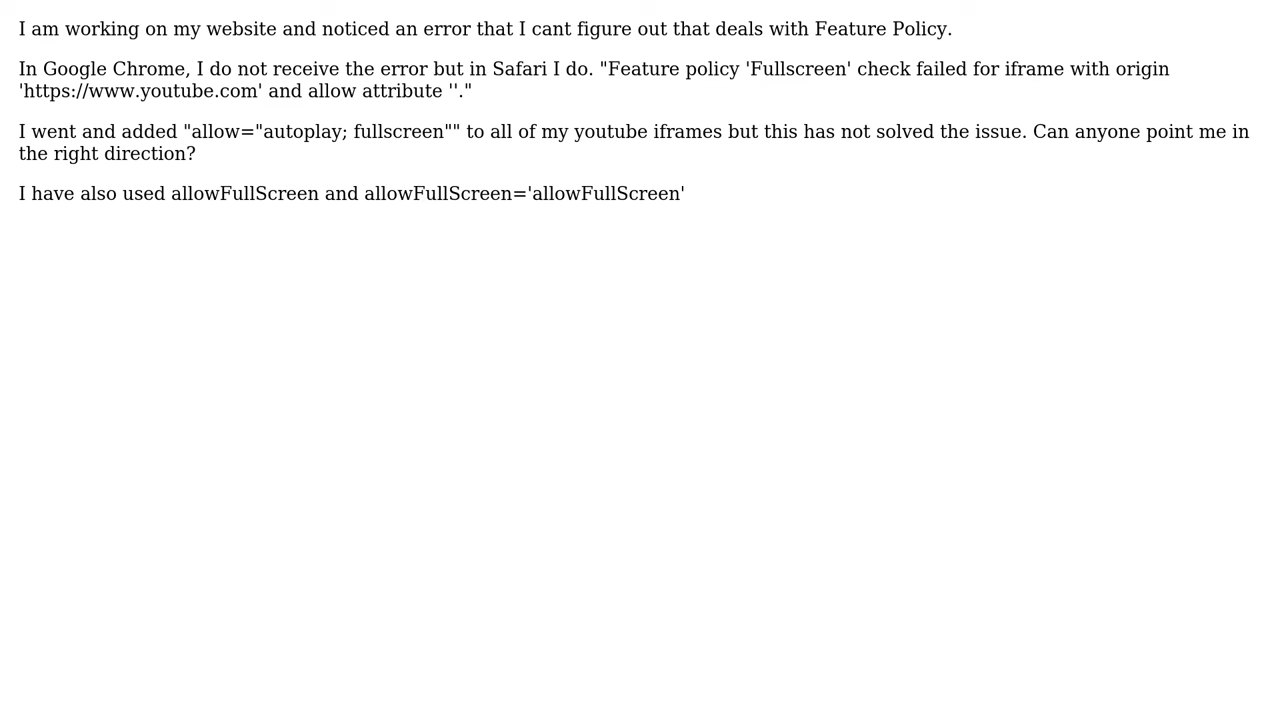 I am working on my website and noticed an error that I cant figure out that deals with Feature Policy.
In Google Chrome, I do not receive the error but in Safari I do. "Feature policy 'Fullscreen' check failed for iframe with origin
'https://www.youtube.com' and allow attribute ''."
I went and added "allow="autoplay; fullscreen"" to all of my youtube iframes but this has not solved the issue. Can anyone point me in
the right direction?
I have also used allowFullScreen and allowFullScreen='allowFullScreen'